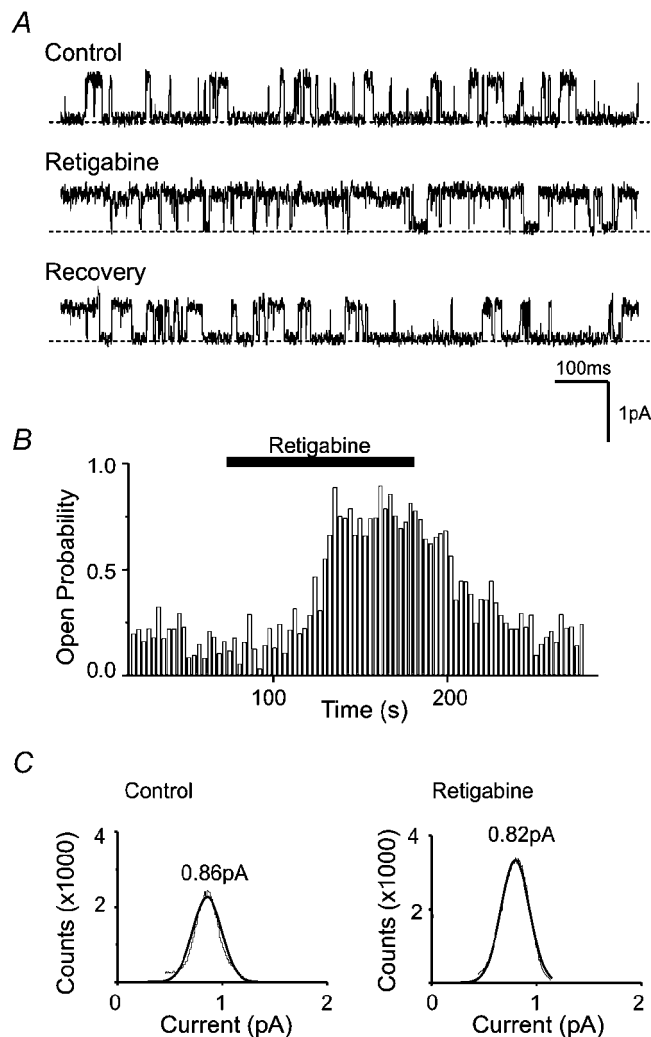 A
Control
Retigabine
Recovery
100ms
1pA
B
Retigabine
1.0
0.5
0.0
Open Probability
100
200
Time (s)
C
Control
4
2
Counts (x1000)
0.86pA
0
1
2
Current (pA)
Retigabine
4
2
0
Counts (x1000)
0.82pA
0
1
2
Current (pA)